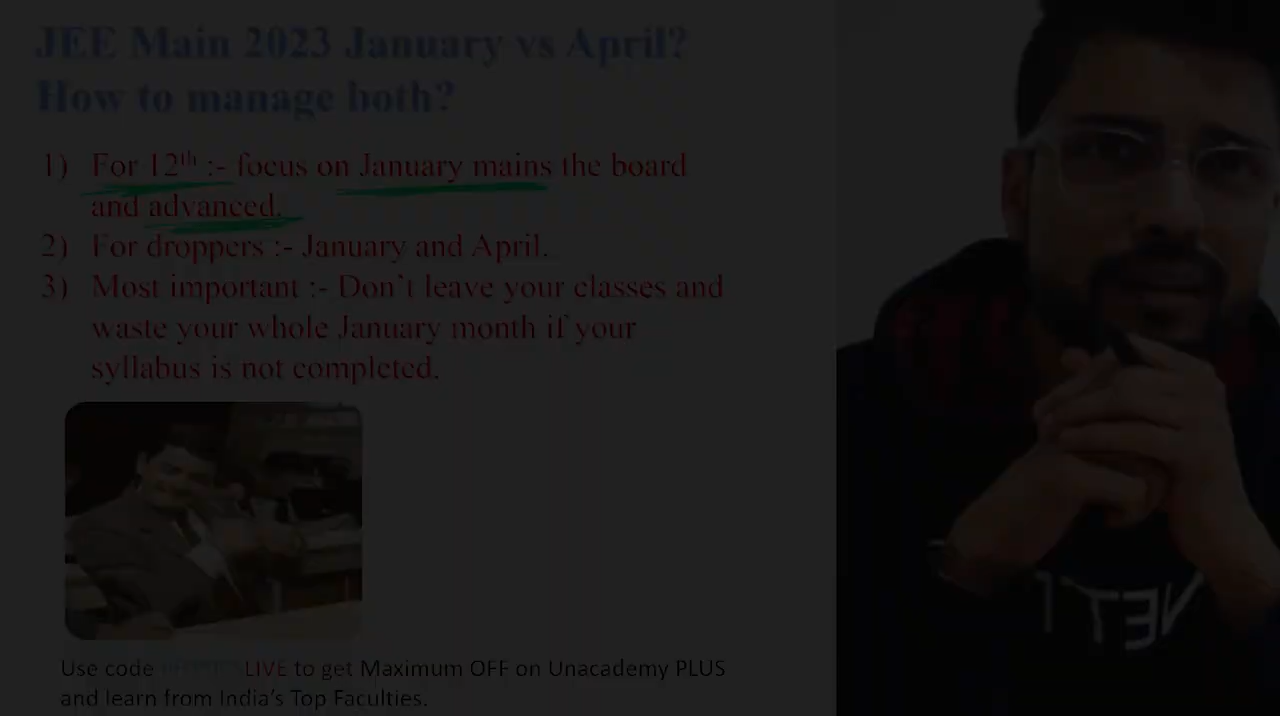 JEE Main 2023 January vs April?
How to manage both?
1) For 12th :- focus on January mains the board
and advanced.
2) For droppers :- January and April.
3) Most important :- Don't leave your classes and
waste your whole January month if your
syllabus is not completed.
Use code LIVE to get Maximum OFF on Unacademy PLUS
and learn from India's Top Faculties.